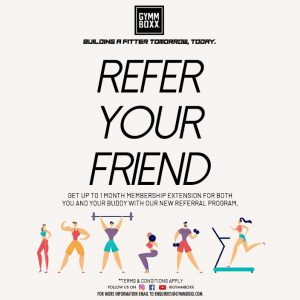 GYMM
BOXX
BUILDING A FITTER TOMORROW, TODAY.
REFER
YOUR
FRIEND
GET UP TO 1 MONTH MEMBERSHIP EXTENSION FOR BOTH
YOU AND YOUR BUDDY WITH OUR NEW REFERRAL PROGRAM.
*TERMS & CONDITIONS APPLY
FOLLOW US ON @GYMMBOXX
FOR MORE INFORMATION EMAIL TO ENQUIRIES@GYMMBOXX.COM